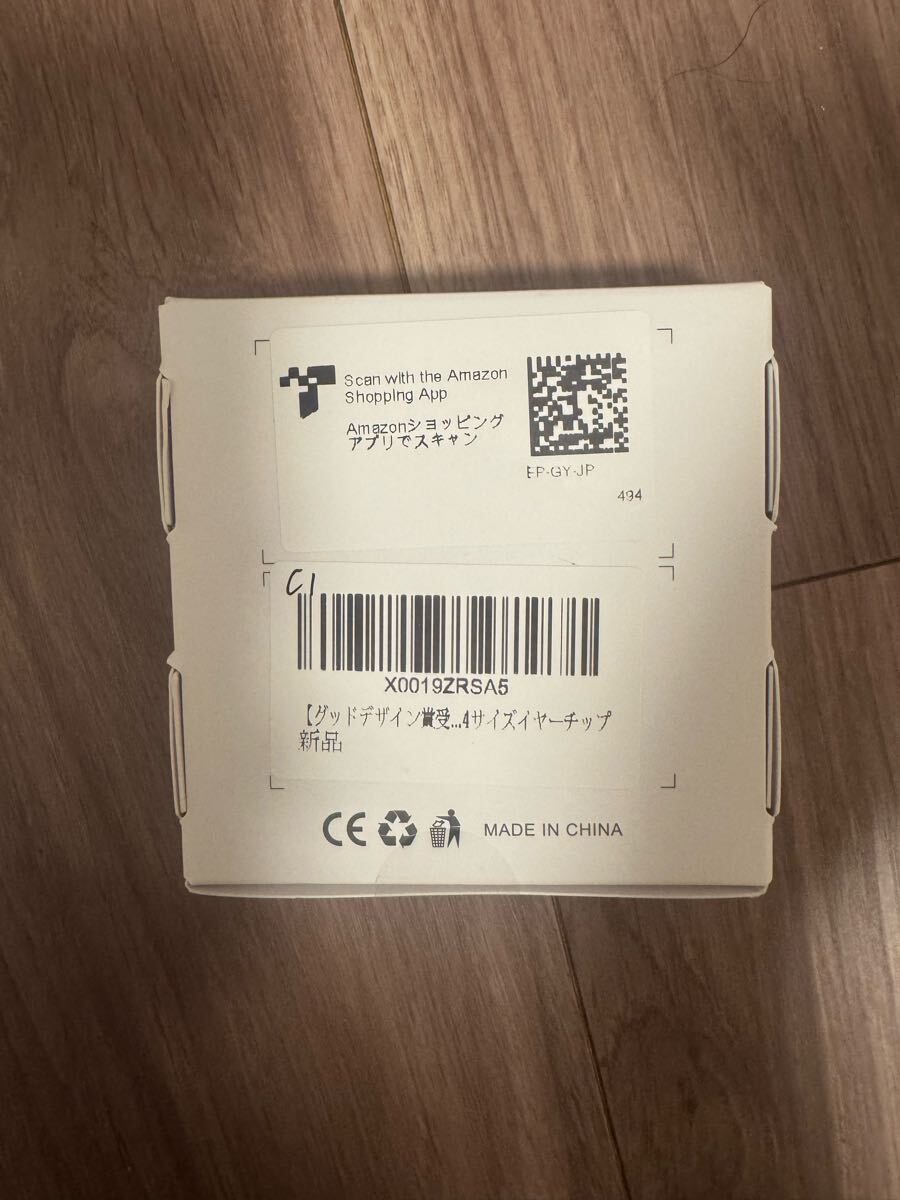 Scan with the Amazon
Shopping App
Amazonショッピング
アプリでスキャン
EP-GY-JP
494
C1
X0019ZRSA5
【グッドデザイン賞受...4サイズイヤーチップ
新品
CE
MADE IN CHINA